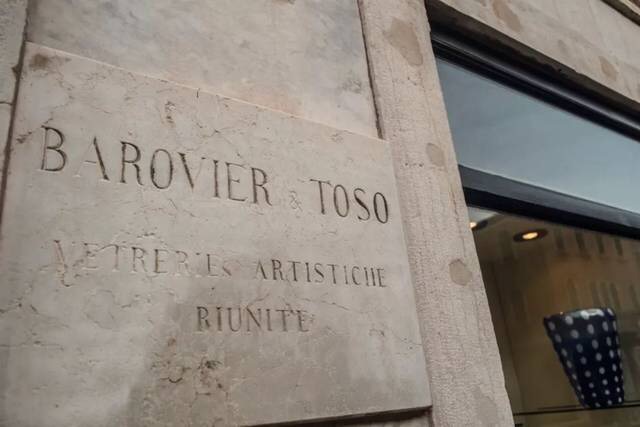 BAROVIER & TOSO
VETRERIE ARTISTICHE
RIUNITE